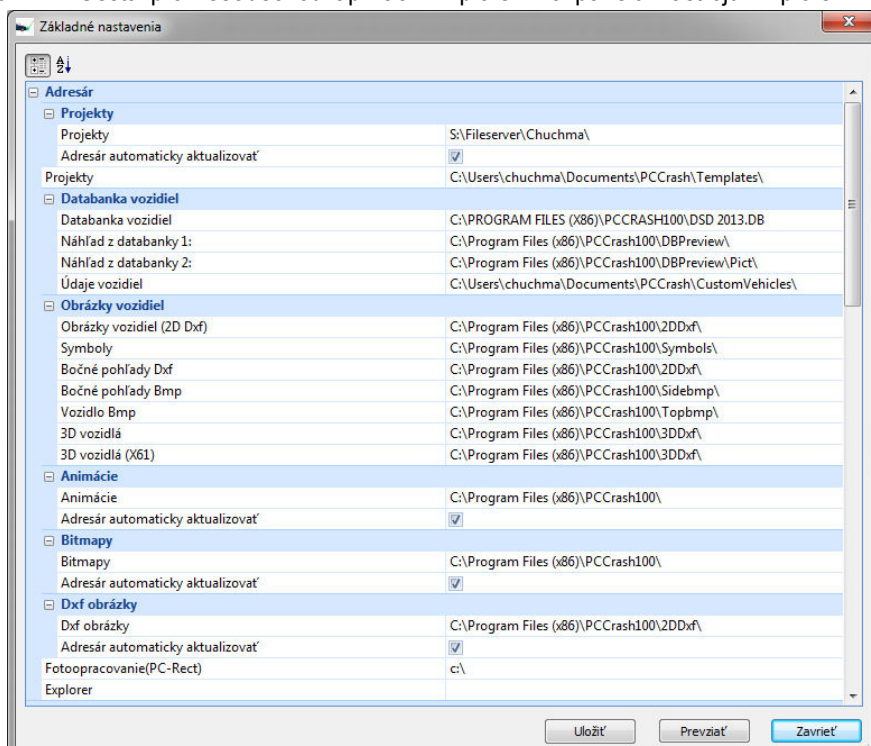 Základné nastavenia
Adresár
Projekty
Projekty S:\Fileserver\Chuchma\
Adresár automaticky aktualizovať
Projekty C:\Users\chuchma\Documents\PCCrash\Templates\
Databanka vozidiel
Databanka vozidiel C:\PROGRAM FILES (X86)\PCCRASH100\DSD 2013.DB
Náhľad z databanky 1: C:\Program Files (x86)\PCCrash100\DBPreview\
Náhľad z databanky 2: C:\Program Files (x86)\PCCrash100\DBPreview\Pict\
Údaje vozidiel C:\Users\chuchma\Documents\PCCrash\CustomVehicles\
Obrázky vozidiel
Obrázky vozidiel (2D Dxf) C:\Program Files (x86)\PCCrash100\2DDxf\
Symboly C:\Program Files (x86)\PCCrash100\Symbols\
Bočné pohľady Dxf C:\Program Files (x86)\PCCrash100\2DDxf\
Bočné pohľady Bmp C:\Program Files (x86)\PCCrash100\Sidebmp\
Vozidlo Bmp C:\Program Files (x86)\PCCrash100\Topbmp\
3D vozidlá C:\Program Files (x86)\PCCrash100\3DDxf\
3D vozidlá (X61) C:\Program Files (x86)\PCCrash100\3DDxf\
Animácie
Animácie C:\Program Files (x86)\PCCrash100\
Adresár automaticky aktualizovať
Bitmapy
Bitmapy C:\Program Files (x86)\PCCrash100\
Adresár automaticky aktualizovať
Dxf obrázky
Dxf obrázky C:\Program Files (x86)\PCCrash100\2DDxf\
Adresár automaticky aktualizovať
Fotoopracovanie(PC-Rect) c:\
Explorer
Uložiť Prevziať Zavrieť